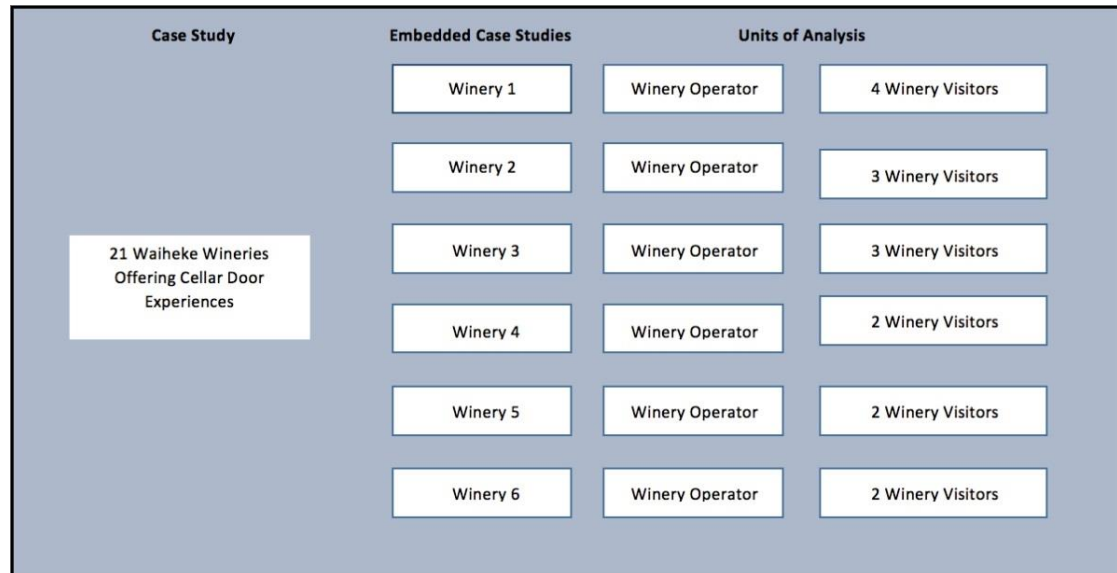 Case Study
Embedded Case Studies
Units of Analysis
Winery 1
Winery Operator
4 Winery Visitors
Winery 2
Winery Operator
3 Winery Visitors
21 Waiheke Wineries
Offering Cellar Door
Experiences
Winery 3
Winery Operator
3 Winery Visitors
Winery 4
Winery Operator
2 Winery Visitors
Winery 5
Winery Operator
2 Winery Visitors
Winery 6
Winery Operator
2 Winery Visitors